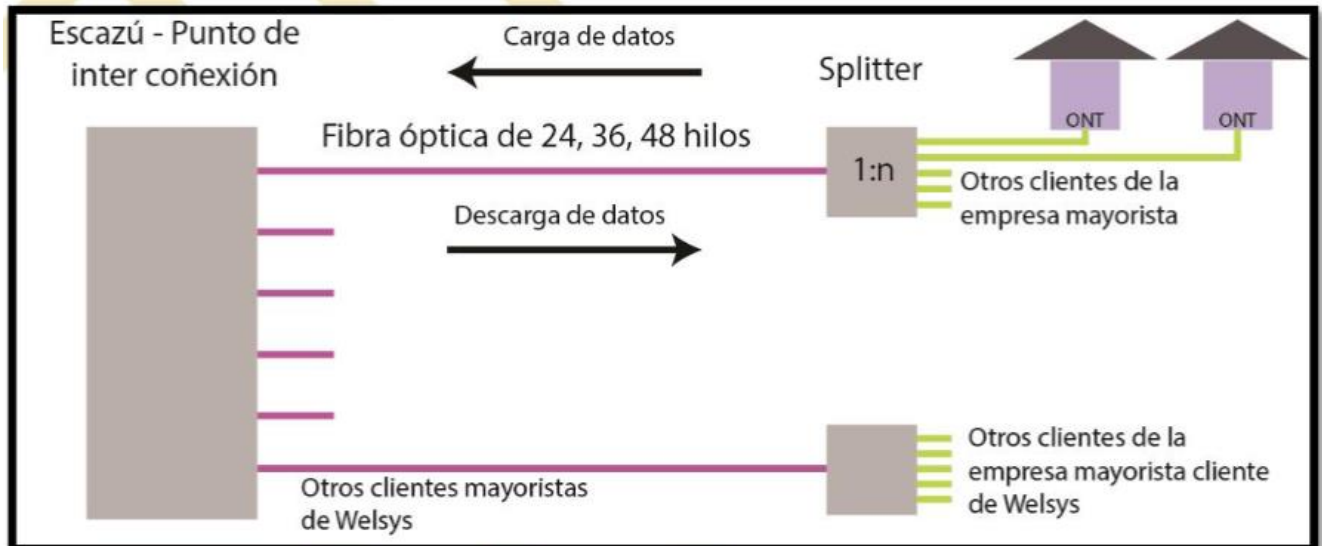 Escazú - Punto de
inter coñexión
Carga de datos
Splitter
Fibra óptica de 24, 36, 48 hilos
1:n
ONT
ONT
Otros clientes de la
empresa mayorista
Descarga de datos
Otros clientes mayoristas
de Welsys
Otros clientes de la
empresa mayorista cliente
de Welsys